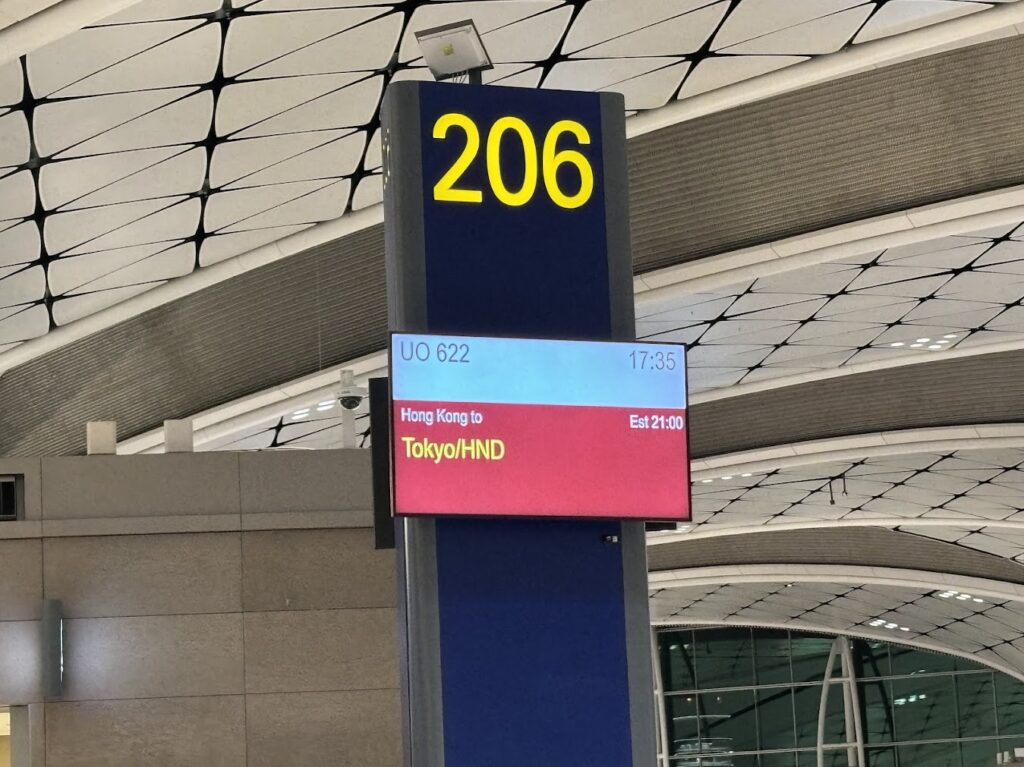 206
UO 622 17:35
Hong Kong to Est 21:00
Tokyo/HND